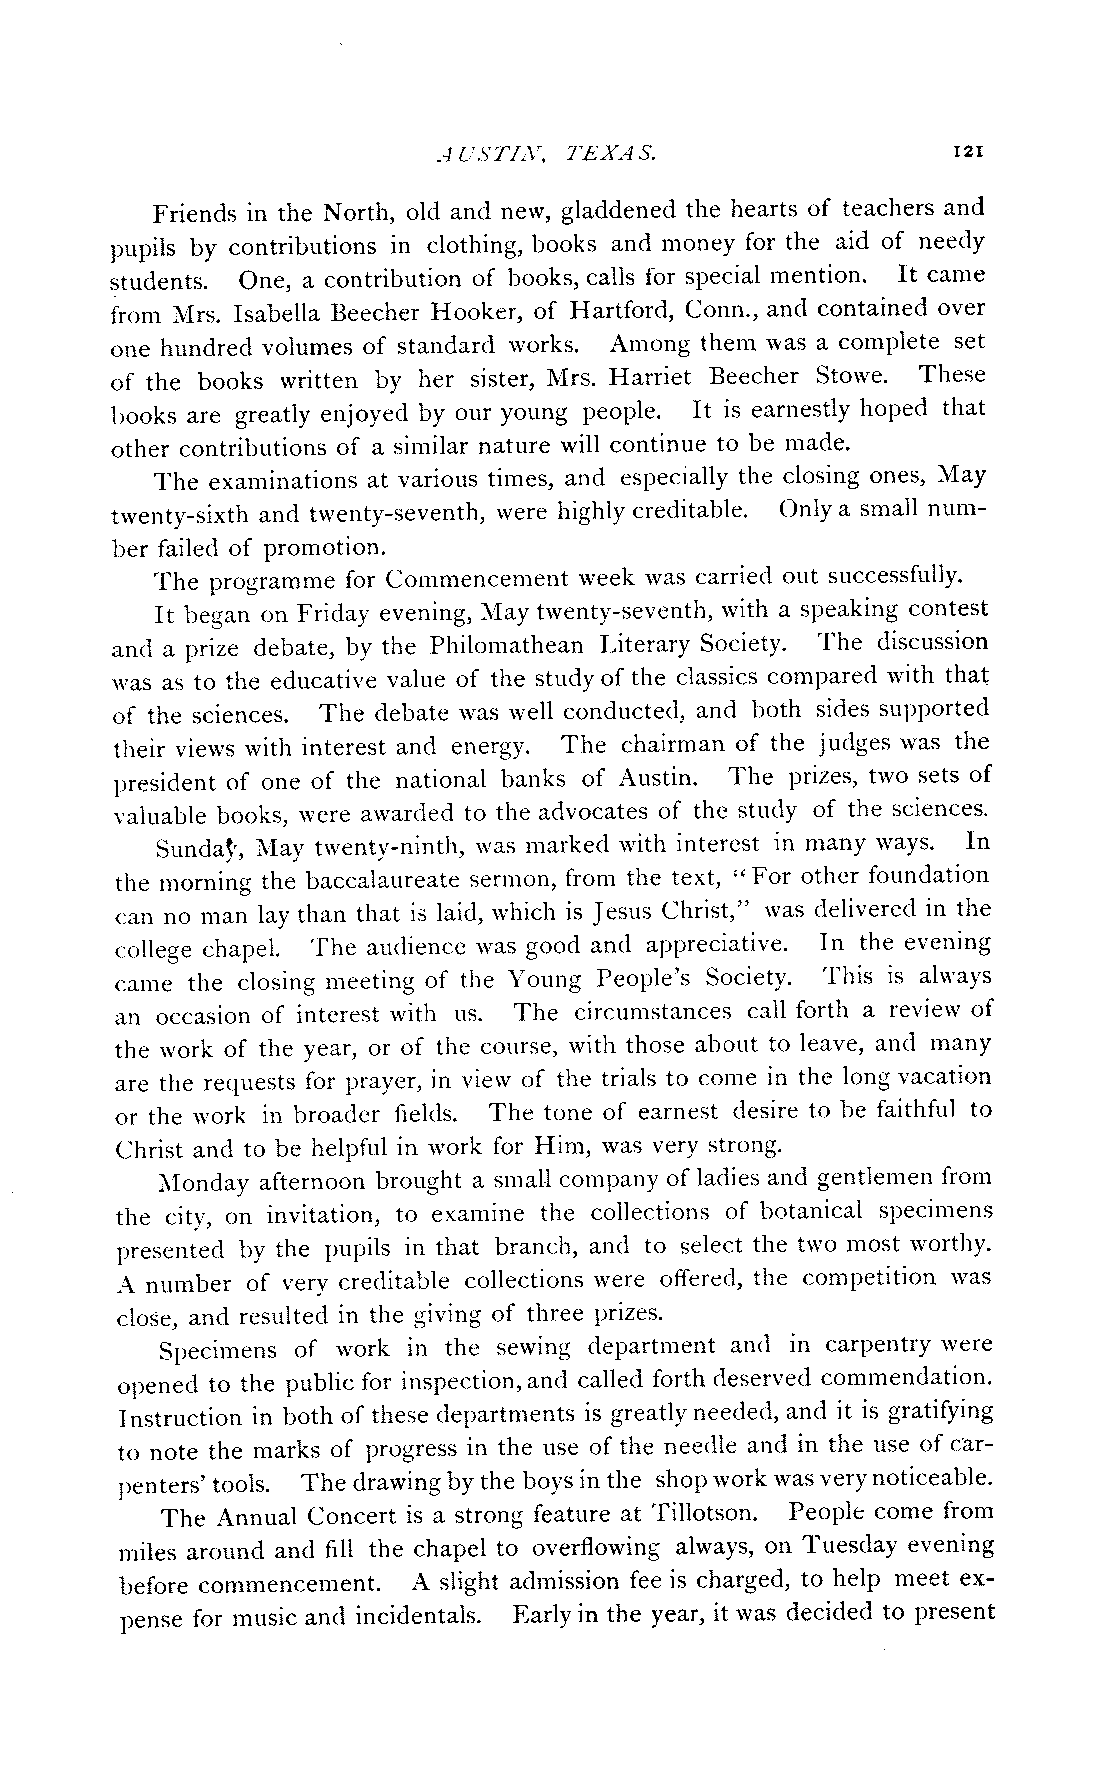 AUSTIN, TEXAS. 121
Friends in the North, old and new, gladdened the hearts of teachers and
pupils by contributions in clothing, books and money for the aid of needy
students. One, a contribution of books, calls for special mention. It came
from Mrs. Isabella Beecher Hooker, of Hartford, Conn., and contained over
one hundred volumes of standard works. Among them was a complete set
of the books written by her sister, Mrs. Harriet Beecher Stowe. These
books are greatly enjoyed by our young people. It is earnestly hoped that
other contributions of a similar nature will continue to be made.
The examinations at various times, and especially the closing ones, May
twenty-sixth and twenty-seventh, were highly creditable. Only a small num-
ber failed of promotion.
The programme for Commencement week was carried out successfully.
It began on Friday evening, May twenty-seventh, with a speaking contest
and a prize debate, by the Philomathean Literary Society. The discussion
was as to the educative value of the study of the classics compared with that
of the sciences. The debate was well conducted, and both sides supported
their views with interest and energy. The chairman of the judges was the
president of one of the national banks of Austin. The prizes, two sets of
valuable books, were awarded to the advocates of the study of the sciences.
Sunday, May twenty-ninth, was marked with interest in many ways. In
the morning the baccalaureate sermon, from the text, "For other foundation
can no man lay than that is laid, which is Jesus Christ," was delivered in the
college chapel. The audience was good and appreciative. In the evening
came the closing meeting of the Young People's Society. This is always
an occasion of interest with us. The circumstances call forth a review of
the work of the year, or of the course, with those about to leave, and many
are the requests for prayer, in view of the trials to come in the long vacation
or the work in broader fields. The tone of earnest desire to be faithful to
Christ and to be helpful in work for Him, was very strong.
Monday afternoon brought a small company of ladies and gentlemen from
the city, on invitation, to examine the collections of botanical specimens
presented by the pupils in that branch, and to select the two most worthy.
A number of very creditable collections were offered, the competition was
close, and resulted in the giving of three prizes.
Specimens of work in the sewing department and in carpentry were
opened to the public for inspection, and called forth deserved commendation.
Instruction in both of these departments is greatly needed, and it is gratifying
to note the marks of progress in the use of the needle and in the use of car-
penters' tools. The drawing by the boys in the shop work was very noticeable.
The Annual Concert is a strong feature at Tillotson. People come from
miles around and fill the chapel to overflowing always, on Tuesday evening
before commencement. A slight admission fee is charged, to help meet ex-
pense for music and incidentals. Early in the year, it was decided to present